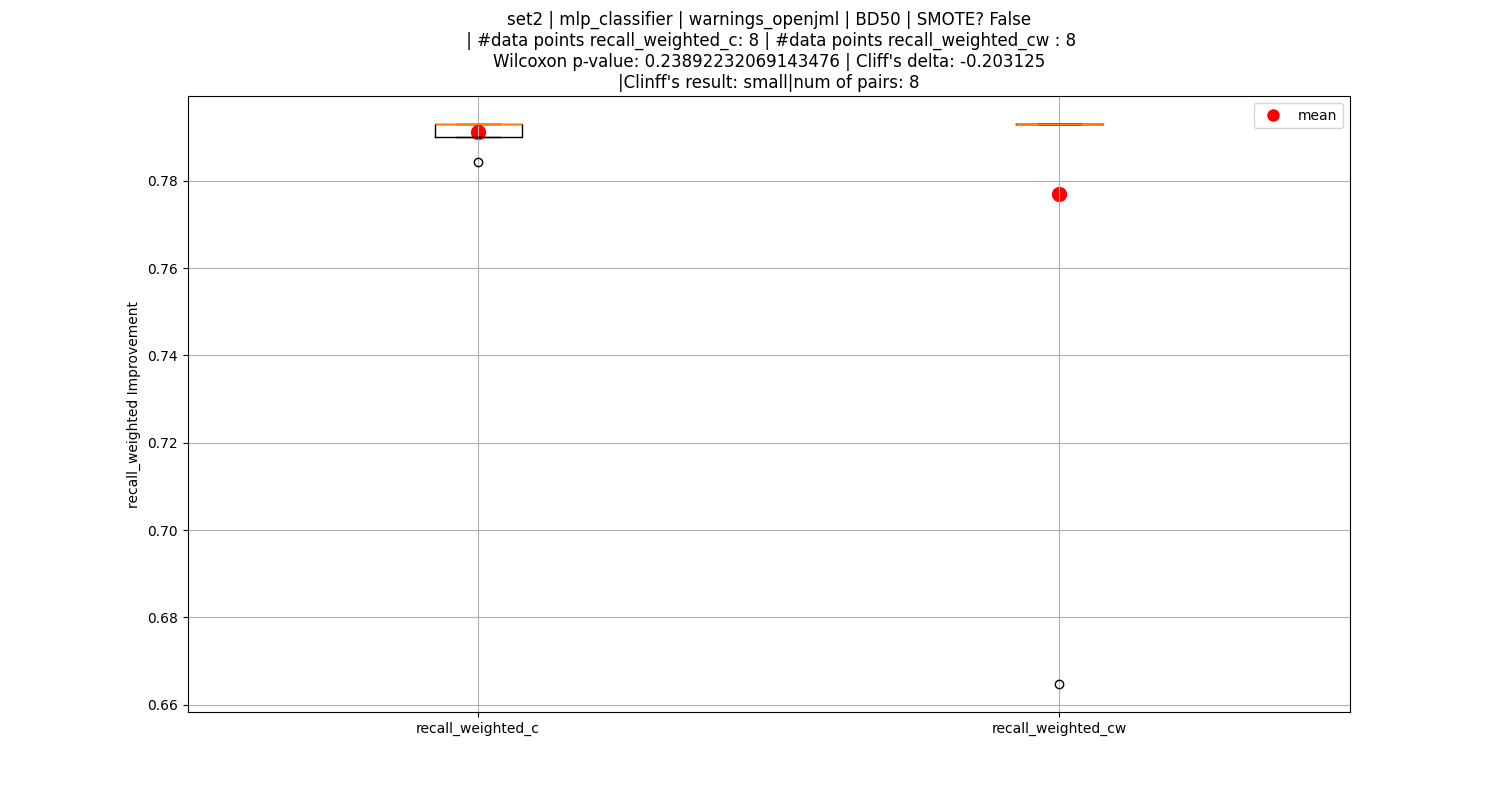 set2 | mlp_classifier | warnings_openjml | BD50 | SMOTE? False
| #data points recall_weighted_c: 8 | #data points recall_weighted_cw : 8
Wilcoxon p-value: 0.23892232069143476 | Cliff's delta: -0.203125
|Clinff's result: small|num of pairs: 8
mean
recall_weighted Improvement
0.78
0.76
0.74
0.72
0.70
0.68
0.66
recall_weighted_c
recall_weighted_cw